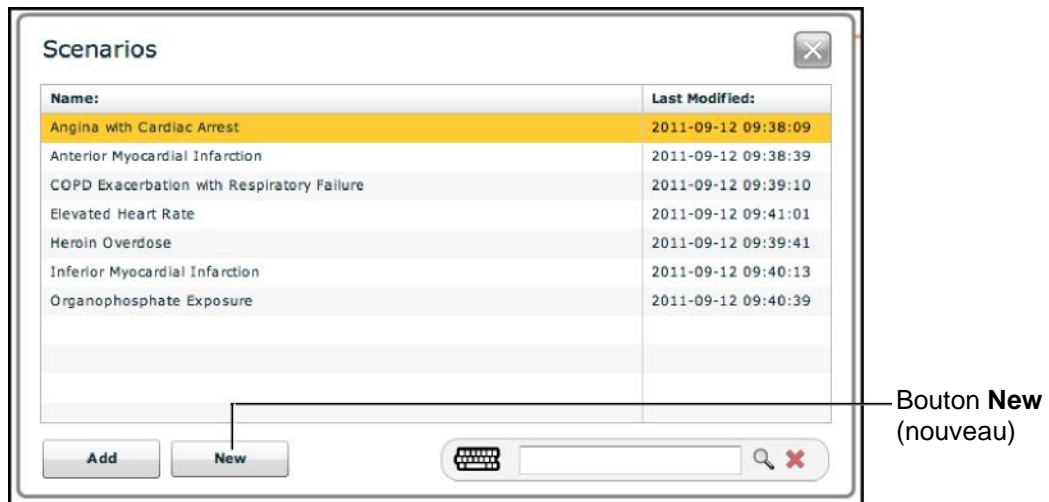 Scenarios
Name: Last Modified:
Angina with Cardiac Arrest 2011-09-12 09:38:09
Anterior Myocardial Infarction 2011-09-12 09:38:39
COPD Exacerbation with Respiratory Failure 2011-09-12 09:39:10
Elevated Heart Rate 2011-09-12 09:41:01
Heroin Overdose 2011-09-12 09:39:41
Inferior Myocardial Infarction 2011-09-12 09:40:13
Organophosphate Exposure 2011-09-12 09:40:39
Bouton New
(nouveau)
Add New